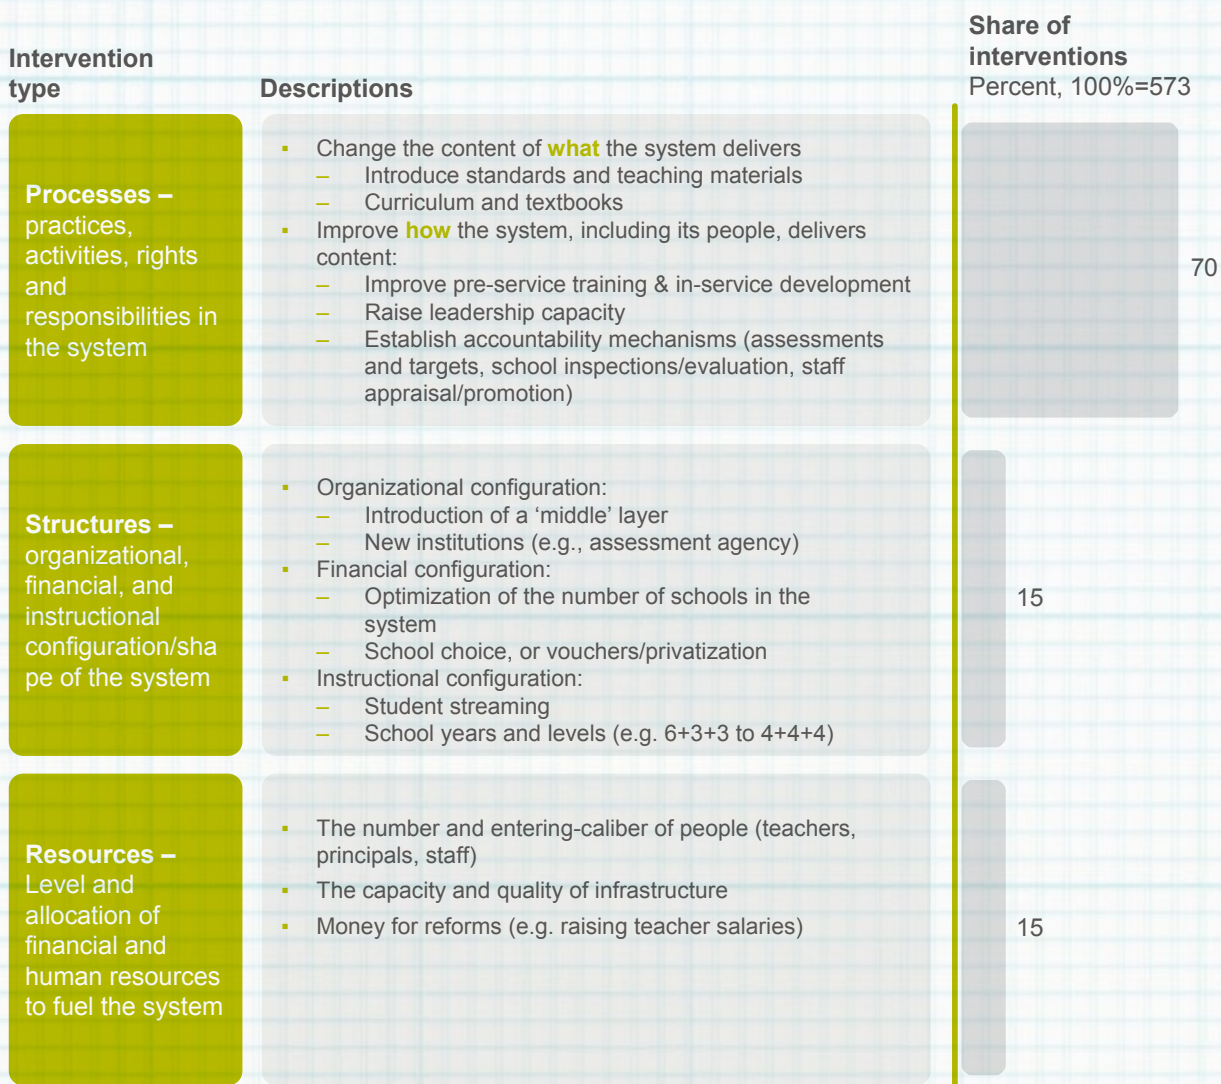 Intervention
type
Descriptions
Share of
interventions
Percent, 100%=573
Processes –
practices,
activities, rights
and
responsibilities in
the system
▪ Change the content of what the system delivers
– Introduce standards and teaching materials
– Curriculum and textbooks
▪ Improve how the system, including its people, delivers
content:
– Improve pre-service training & in-service development
– Raise leadership capacity
– Establish accountability mechanisms (assessments
and targets, school inspections/evaluation, staff
appraisal/promotion)
70
Structures –
organizational,
financial, and
instructional
configuration/sha
pe of the system
▪ Organizational configuration:
– Introduction of a ‘middle’ layer
– New institutions (e.g., assessment agency)
▪ Financial configuration:
– Optimization of the number of schools in the
system
– School choice, or vouchers/privatization
▪ Instructional configuration:
– Student streaming
– School years and levels (e.g. 6+3+3 to 4+4+4)
15
Resources –
Level and
allocation of
financial and
human resources
to fuel the system
▪ The number and entering-caliber of people (teachers,
principals, staff)
▪ The capacity and quality of infrastructure
▪ Money for reforms (e.g. raising teacher salaries)
15